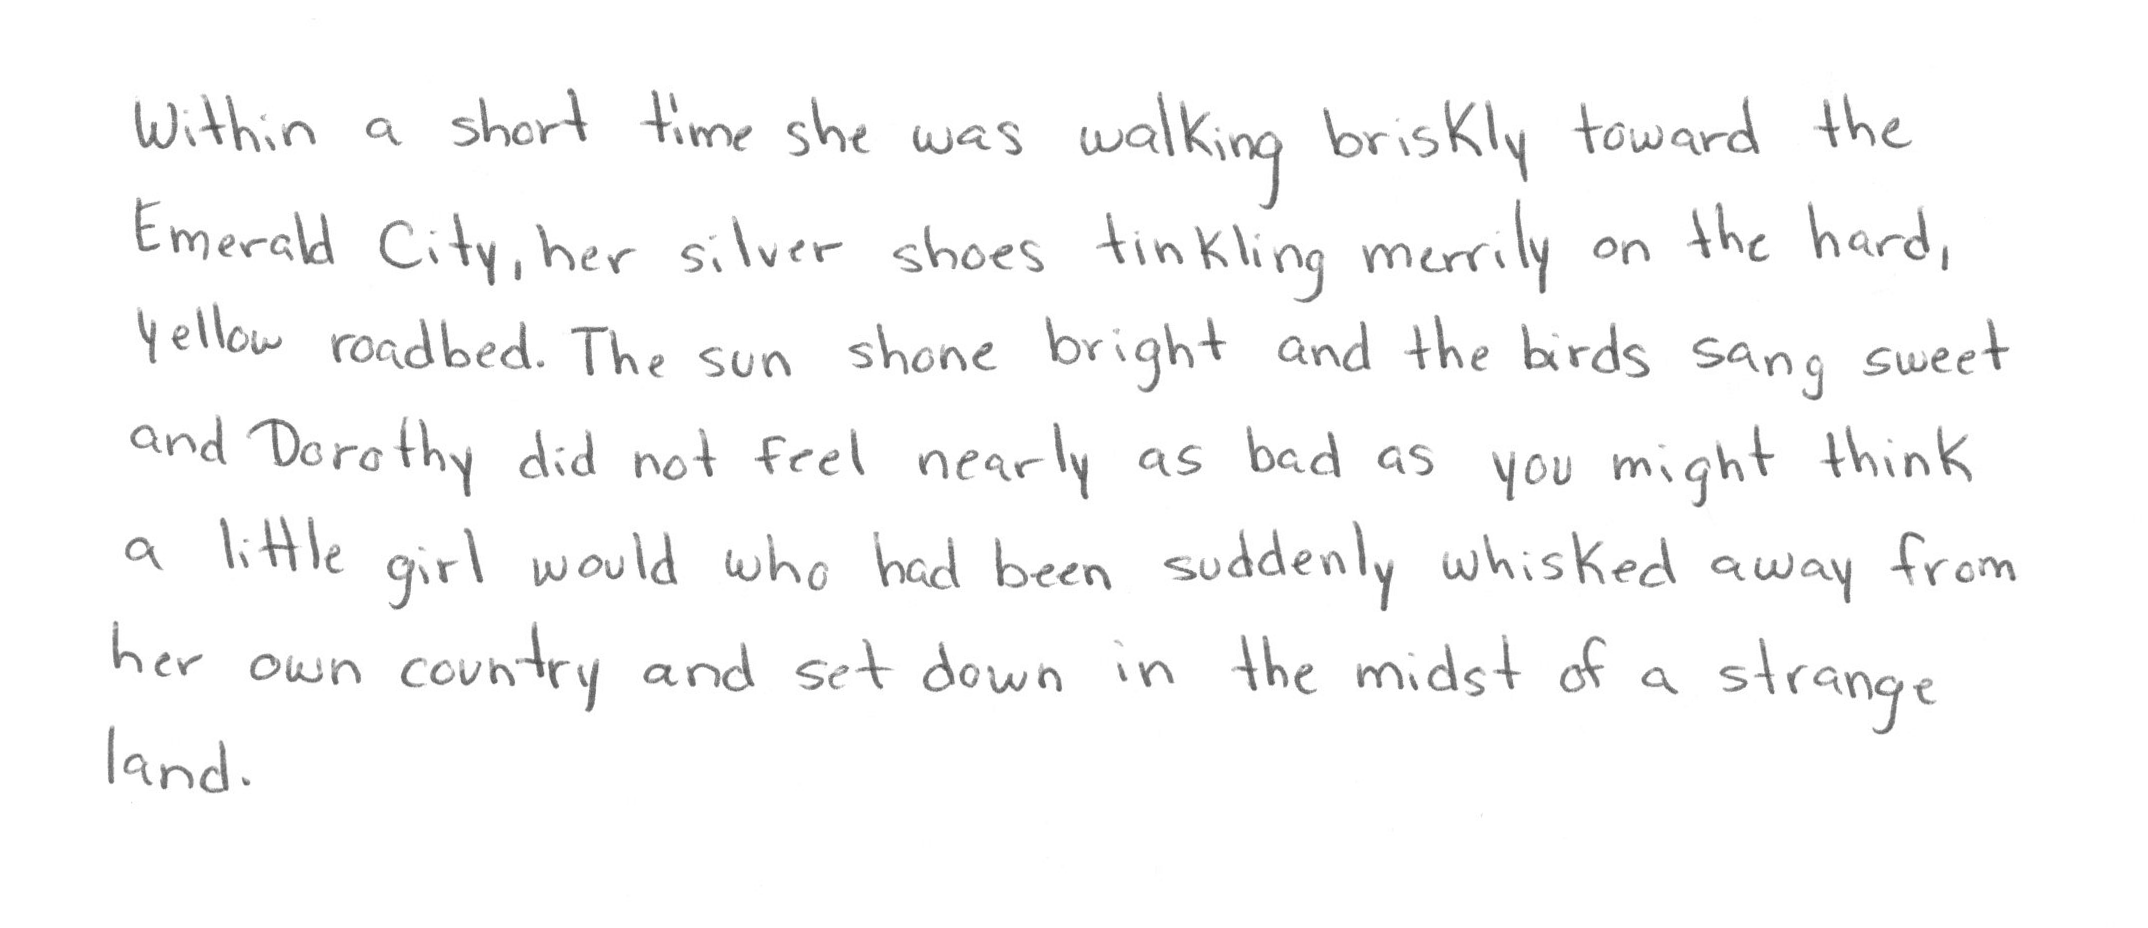 Within a short time she was walking briskly toward the
Emerald City, her silver shoes tinkling merrily on the hard,
yellow roadbed. The sun shone bright and the birds sang sweet
and Dorothy did not feel nearly as bad as you might think
a little girl would who had been suddenly whisked away from
her own country and set down in the midst of a strange
land.